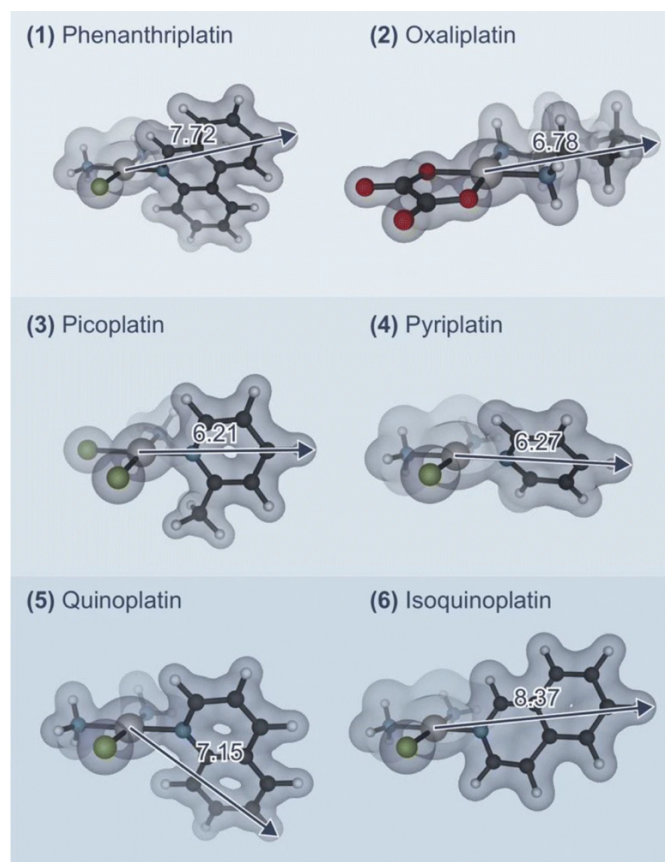 (1) Phenanthriplatin
(2) Oxaliplatin
7.72
6.78
(3) Picoplatin
(4) Pyriplatin
6.21
6.27
(5) Quinoplatin
(6) Isoquinoplatin
7.15
8.37